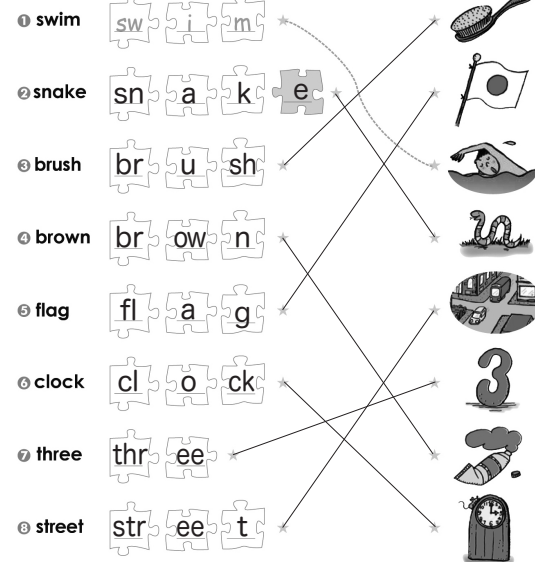 ❶ swim sw i m
❷ snake sn a k e
❸ brush br u sh
❹ brown br ow n
❺ flag fl a g
❻ clock cl o ck
❼ three thr ee
3
❽ street str ee t